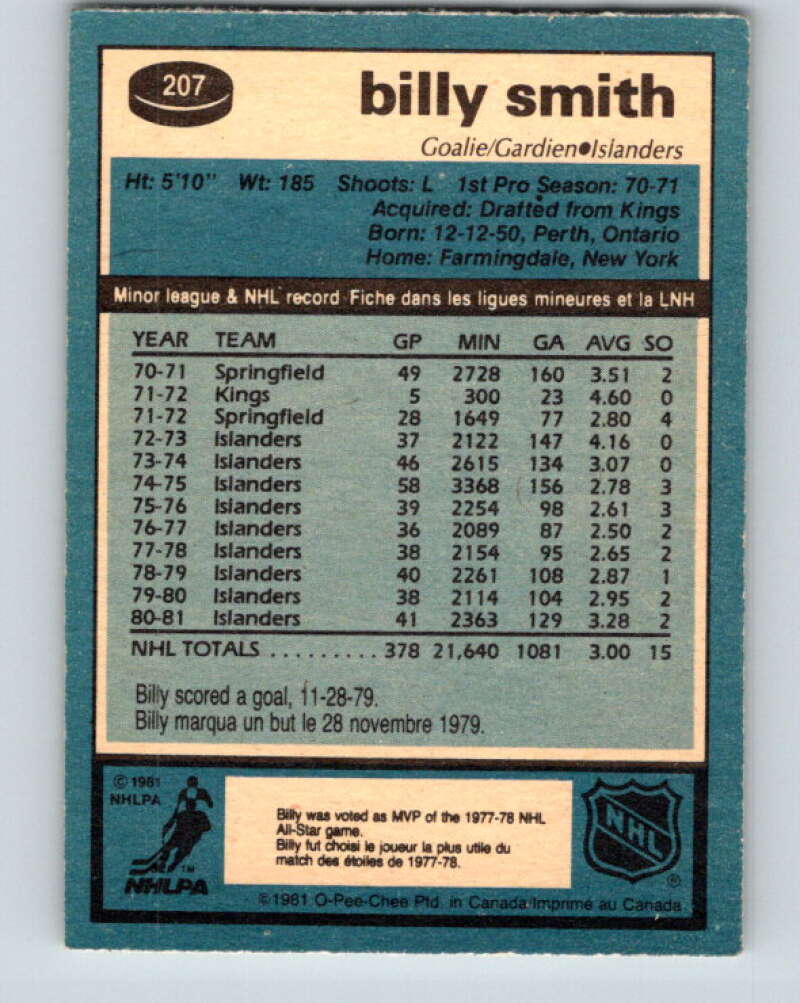 207
billy smith
Goalie/Gardien●Islanders
Ht: 5'10" Wt: 185 Shoots: L 1st Pro Season: 70-71
Acquired: Drafted from Kings
Born: 12-12-50, Perth, Ontario
Home: Farmingdale, New York
Minor league & NHL record Fiche dans les ligues mineures et la LNH
YEAR TEAM GP MIN GA AVG SO
70-71 Springfield 49 2728 160 3.51 2
71-72 Kings 5 300 23 4.60 0
71-72 Springfield 28 1649 77 2.80 4
72-73 Islanders 37 2122 147 4.16 0
73-74 Islanders 46 2615 134 3.07 0
74-75 Islanders 58 3368 156 2.78 3
75-76 Islanders 39 2254 98 2.61 3
76-77 Islanders 36 2089 87 2.50 2
77-78 Islanders 38 2154 95 2.65 2
78-79 Islanders 40 2261 108 2.87 1
79-80 Islanders 38 2114 104 2.95 2
80-81 Islanders 41 2363 129 3.28 2
NHL TOTALS ......... 378 21,640 1081 3.00 15
Billy scored a goal, 11-28-79.
Billy marqua un but le 28 novembre 1979.
© 1981
NHLPA
TM
NHLPA
Billy was voted as MVP of the 1977-78 NHL
All-Star game.
Billy fut choisi le joueur la plus utile du
match des étoiles de 1977-78.
NHL
®
© 1981 O-Pee-Chee Ptd. in Canada/Imprimé au Canada